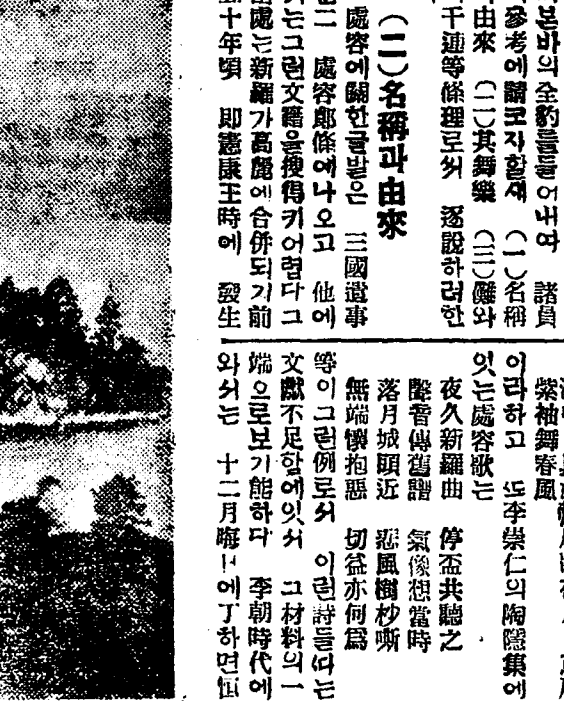 본바의全豹를들어내여 諸員
參考에請코자할새 (一)名稱
由來 (二)其舞樂 (三)儺와
干連等條理로써 逐說하려한
(二)名稱과由來
處容에關한글발은 三國遺事
二 處容郞條에나오고 他에
는그런文籍을搜得키어렵다그
處는新羅가高麗에合併되기前
十年頃 即憲康王時에 發生
紫袖舞春風
이라하고 또李崇仁의陶隱集에
잇는處容歌는
夜久新羅曲 停盃共聽之
聲音傳舊譜 氣像想當時
落月城頭近 悲風樹杪嘶
無端懷抱惡 切益亦何爲
等이그런例로써 이런詩들따는
文獻不足함에잇서 그材料의一
端으로보기能하다 李朝時代에
와서는 十二月晦 에丁하면恒